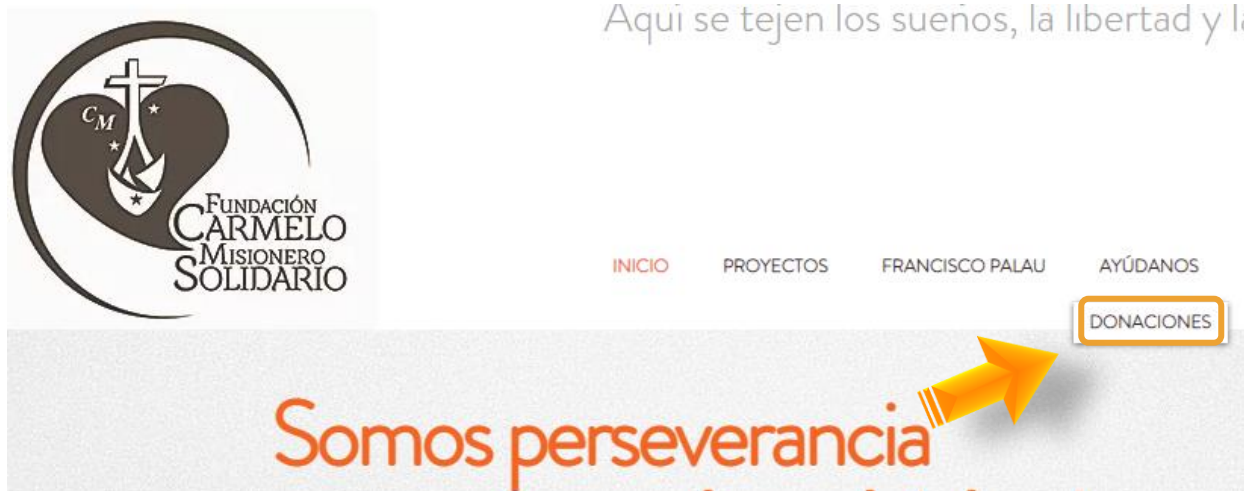 Aquí se tejen los sueños, la libertad y
CM
FUNDACIÓN
CARMELO
MISIONERO
SOLIDARIO
INICIO PROYECTOS FRANCISCO PALAU AYÚDANOS
DONACIONES
Somos perseverancia